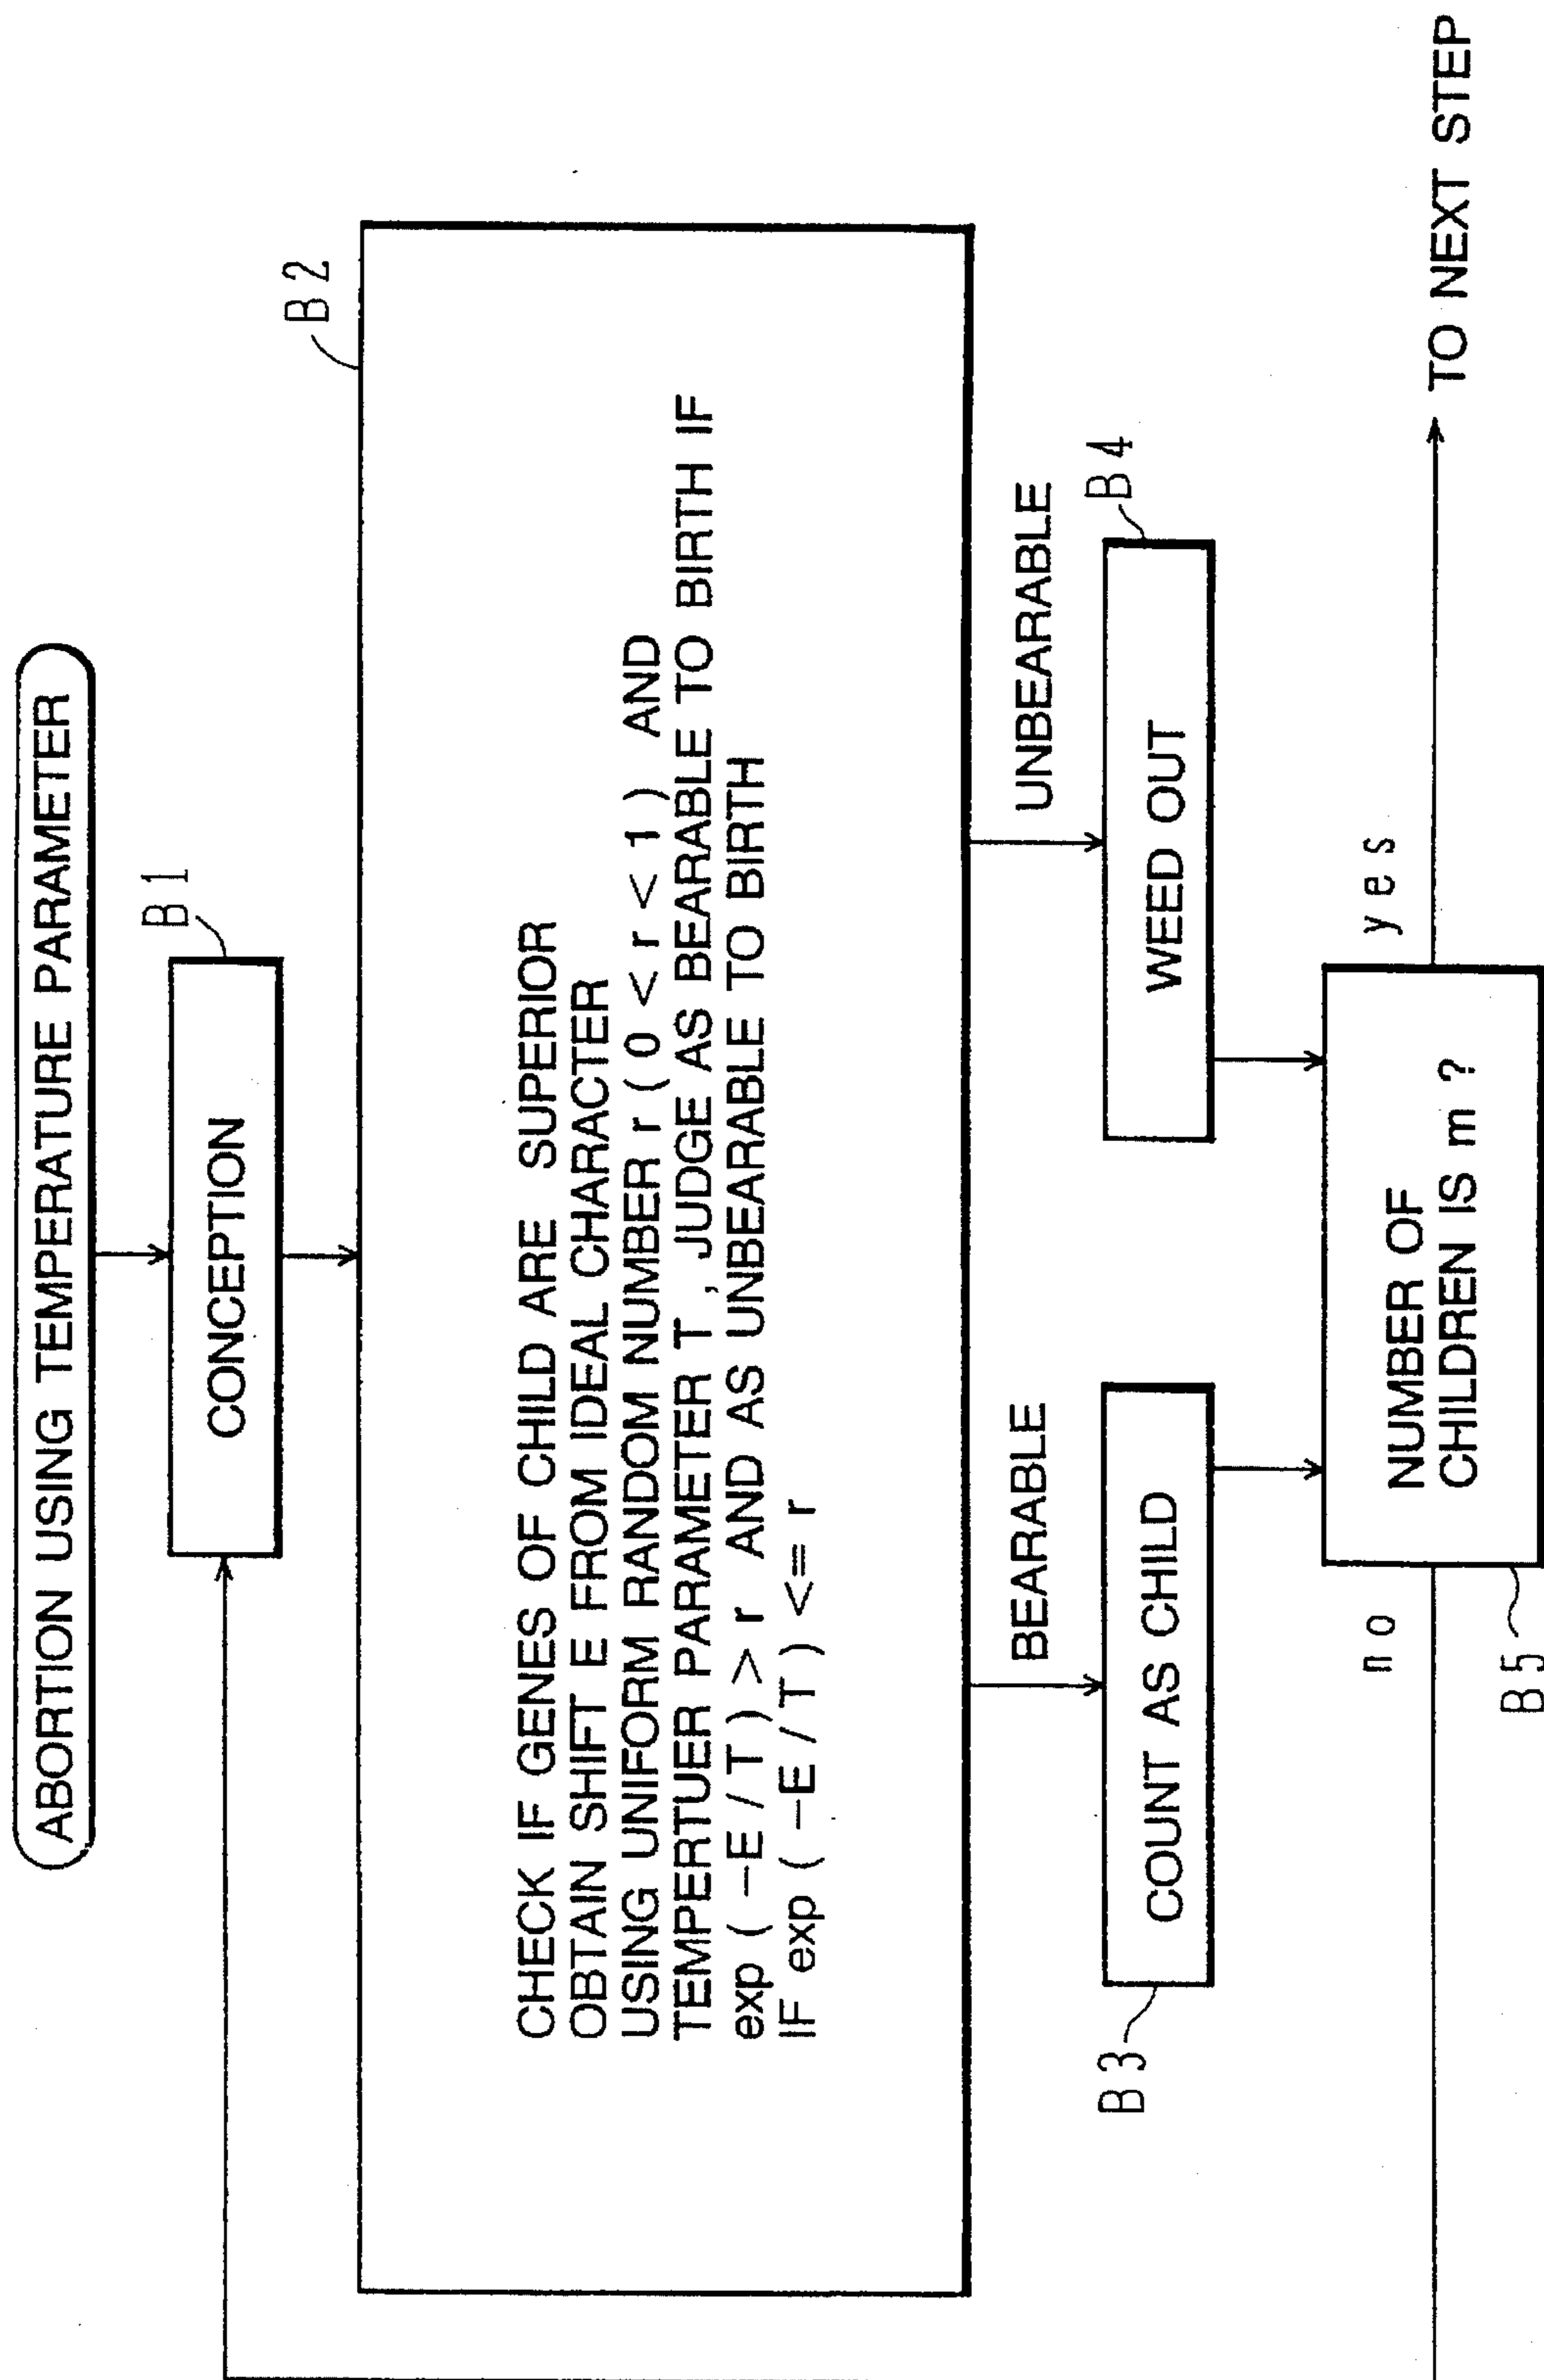 ABORTION USING TEMPERATURE PARAMETER
B1
CONCEPTION
B2
CHECK IF GENES OF CHILD ARE SUPERIOR
OBTAIN SHIFT E FROM IDEAL CHARACTER
USING UNIFORM RANDOM NUMBER r ( 0 < r < 1 ) AND
TEMPERTUER PARAMETER T , JUDGE AS BEARABLE TO BIRTH IF
exp ( −E / T ) > r AND AS UNBEARABLE TO BIRTH
IF exp ( −E / T ) <= r
BEARABLE
UNBEARABLE
B3
COUNT AS CHILD
WEED OUT
B4
no
NUMBER OF
CHILDREN IS m ?
yes
B5
TO NEXT STEP